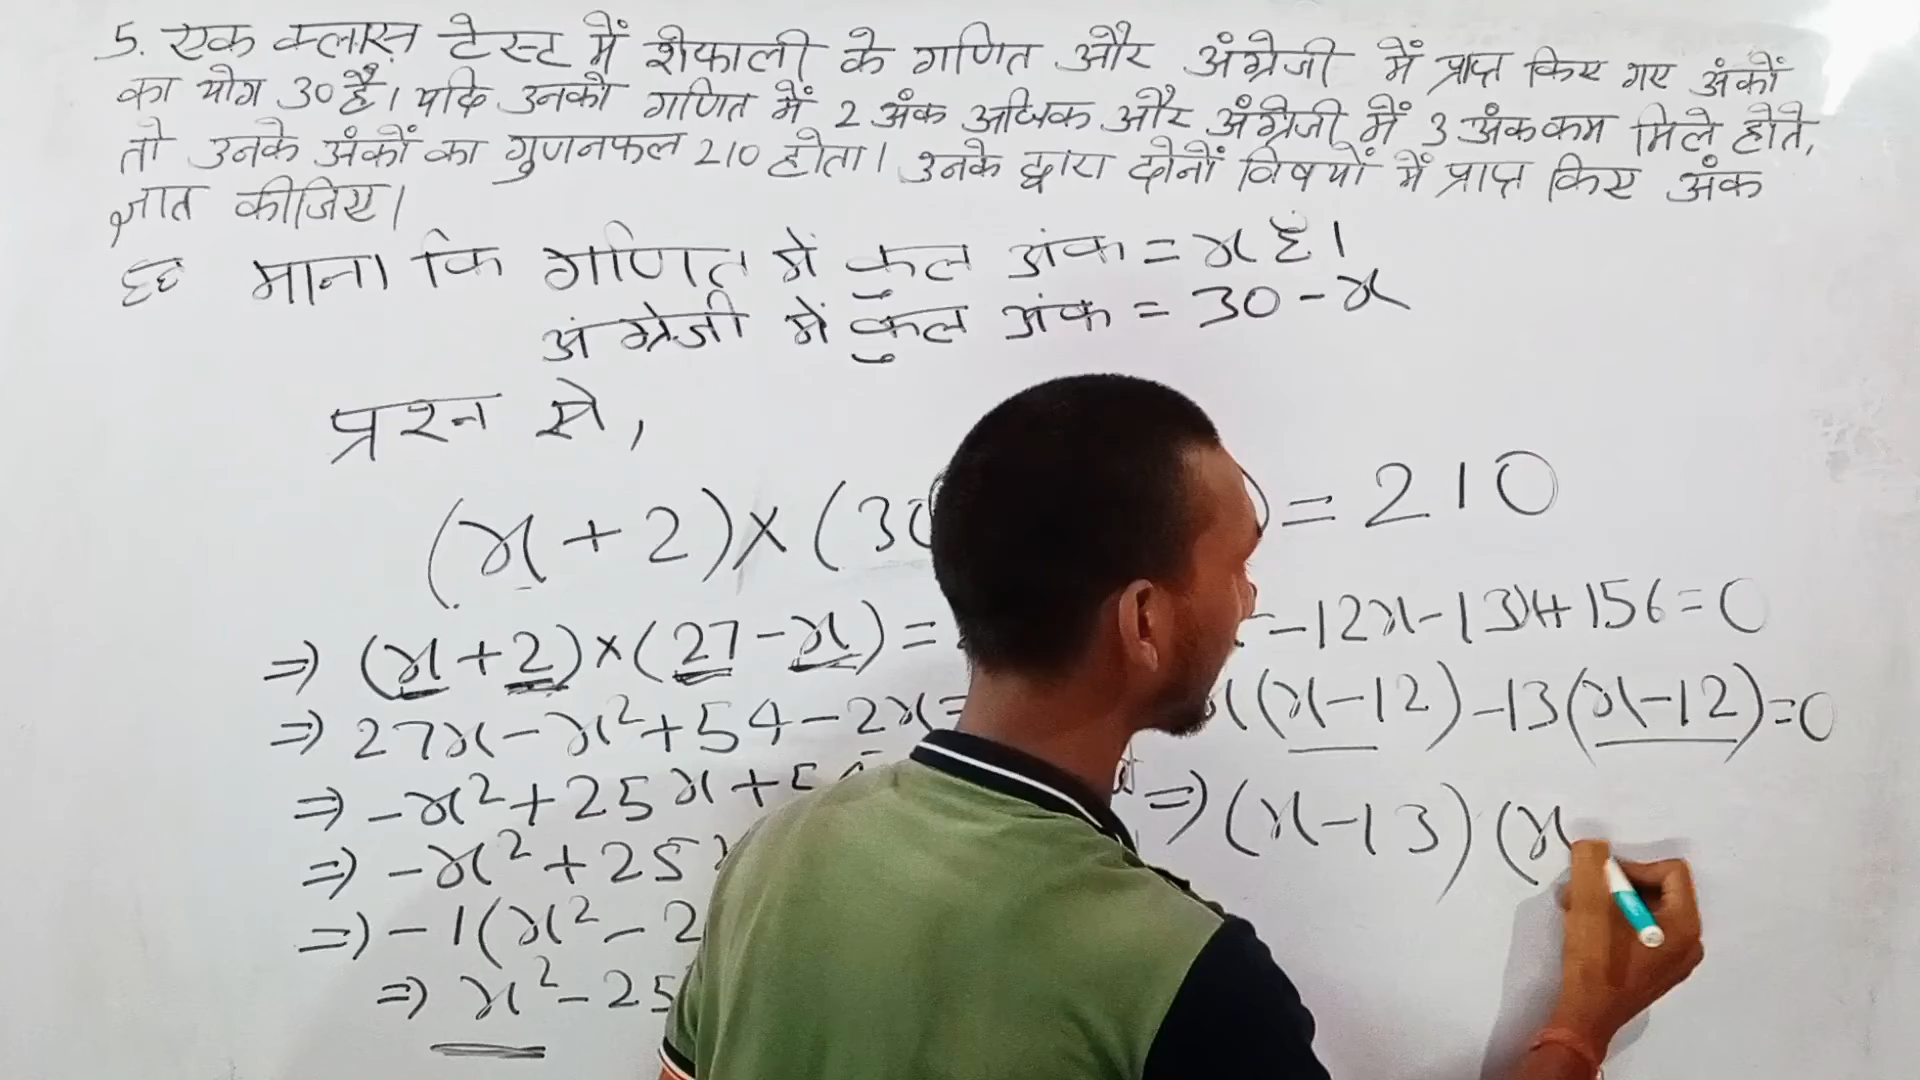 5. एक क्लास टेस्ट में शेफाली के गणित और अंग्रेजी में प्राप्त किए गए अंकों
का योग 30 है। यदि उनको गणित में 2 अंक अधिक और अंग्रेजी में 3 अंक कम मिले होते,
तो उनके अंकों का गुणनफल 210 होता। उनके द्वारा दोनों विषयों में प्राप्त किए अंक
ज्ञात कीजिए।
माना कि गणित में कुल अंक = x है।
अंग्रेजी में कुल अंक = 30 - x
प्रश्न से,
(x + 2) × (30 ) = 210
⇒ (x + 2) × (27 - x) =
⇒ 27x - x² + 54 - 2x =
⇒ - x² + 25x + 5
⇒ - x² + 25
⇒ - 1 (x² - 2
⇒ x² - 25
- 12x - 13x + 156 = 0
(x - 12) - 13 (x - 12) = 0
⇒ (x - 13) (x